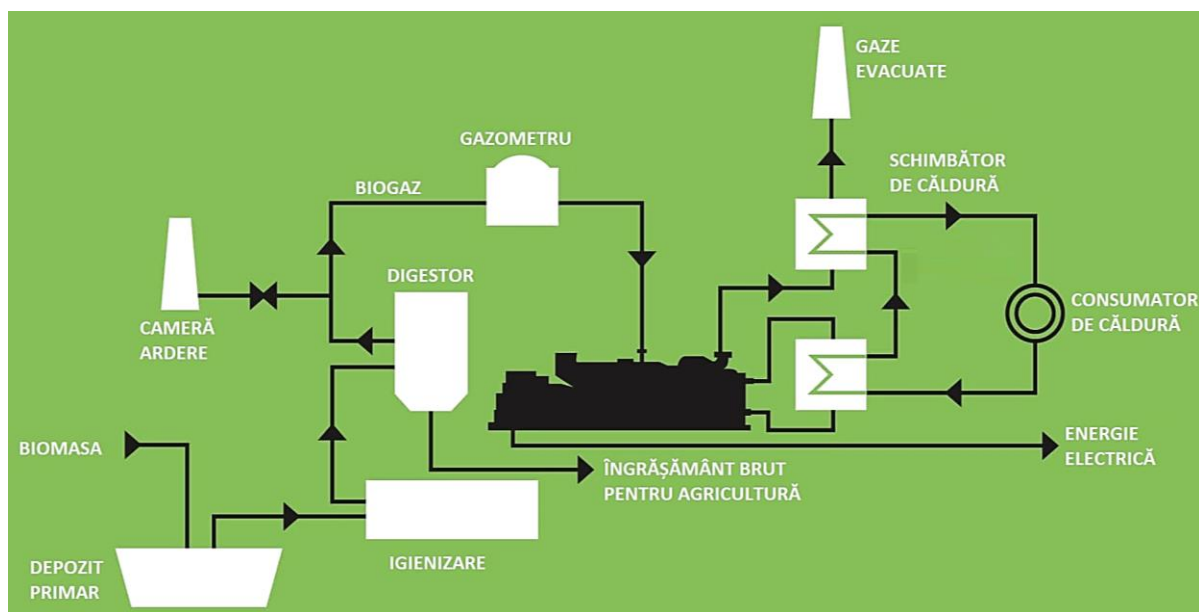 GAZE
EVACUATE
GAZOMETRU
SCHIMBĂTOR
DE CĂLDURĂ
BIOGAZ
DIGESTOR
CONSUMATOR
DE CĂLDURĂ
CAMERĂ
ARDERE
BIOMASA
ENERGIE
ELECTRICĂ
ÎNGRĂȘĂMÂNT BRUT
PENTRU AGRICULTURĂ
IGIENIZARE
DEPOZIT
PRIMAR